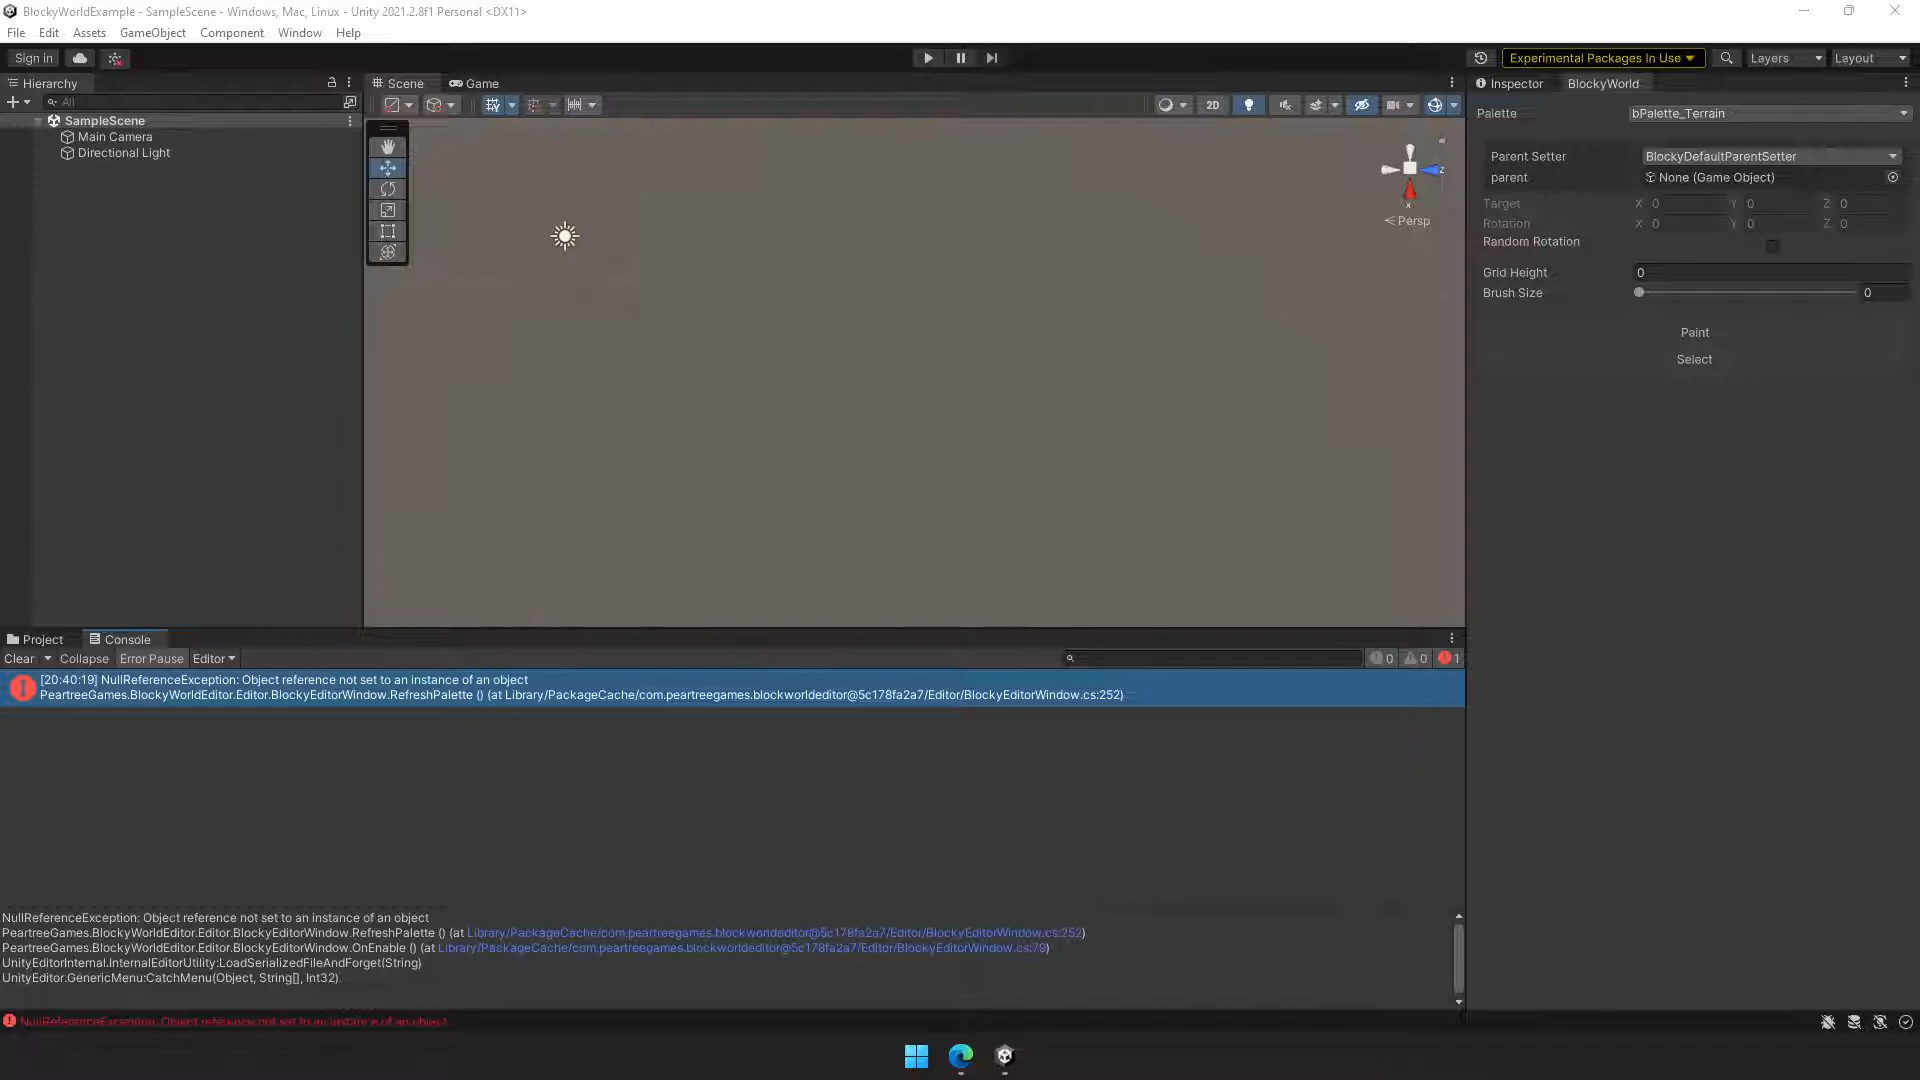 BlockyWorldExample - SampleScene - Windows, Mac, Linux - Unity 2021.2.8f1 Personal <DX11>
File Edit Assets GameObject Component Window Help
Sign in
Experimental Packages In Use
Layers
Layout
Hierarchy
Scene
Game
Inspector
BlockyWorld
All
2D
SampleScene
Main Camera
Directional Light
z
x
Persp
Palette
bPalette_Terrain
Parent Setter
BlockyDefaultParentSetter
parent
None (Game Object)
Target X 0 Y 0 Z 0
Rotation X 0 Y 0 Z 0
Random Rotation
Grid Height 0
Brush Size 0
Paint
Select
Project
Console
Clear Collapse Error Pause Editor
0 0 1
[20:40:19] NullReferenceException: Object reference not set to an instance of an object
PeartreeGames.BlockyWorldEditor.Editor.BlockyEditorWindow.RefreshPalette () (at Library/PackageCache/com.peartreegames.blockworldeditor@5c178fa2a7/Editor/BlockyEditorWindow.cs:252)
NullReferenceException: Object reference not set to an instance of an object
PeartreeGames.BlockyWorldEditor.Editor.BlockyEditorWindow.RefreshPalette () (at Library/PackageCache/com.peartreegames.blockworldeditor@5c178fa2a7/Editor/BlockyEditorWindow.cs:252)
PeartreeGames.BlockyWorldEditor.Editor.BlockyEditorWindow.OnEnable () (at Library/PackageCache/com.peartreegames.blockworldeditor@5c178fa2a7/Editor/BlockyEditorWindow.cs:79)
UnityEditorInternal.InternalEditorUtility:LoadSerializedFileAndForget(String)
UnityEditor.GenericMenu:CatchMenu(Object, String[], Int32)
NullReferenceException: Object reference not set to an instance of an object